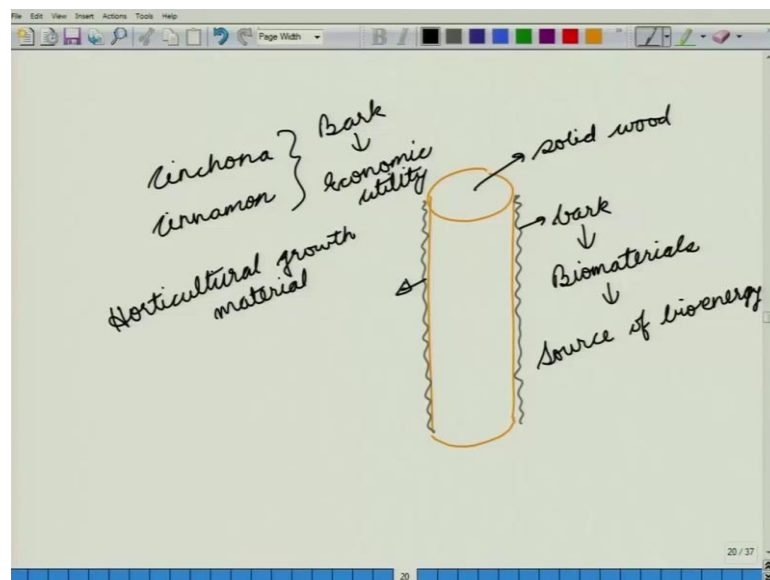 File Edit View Insert Actions Tools Help
Page Width
Cinchona
Cinnamon
Bark
Economic
utility
Horticultural growth
material
solid wood
bark
Biomaterials
Source of bioenergy
20 / 37
20